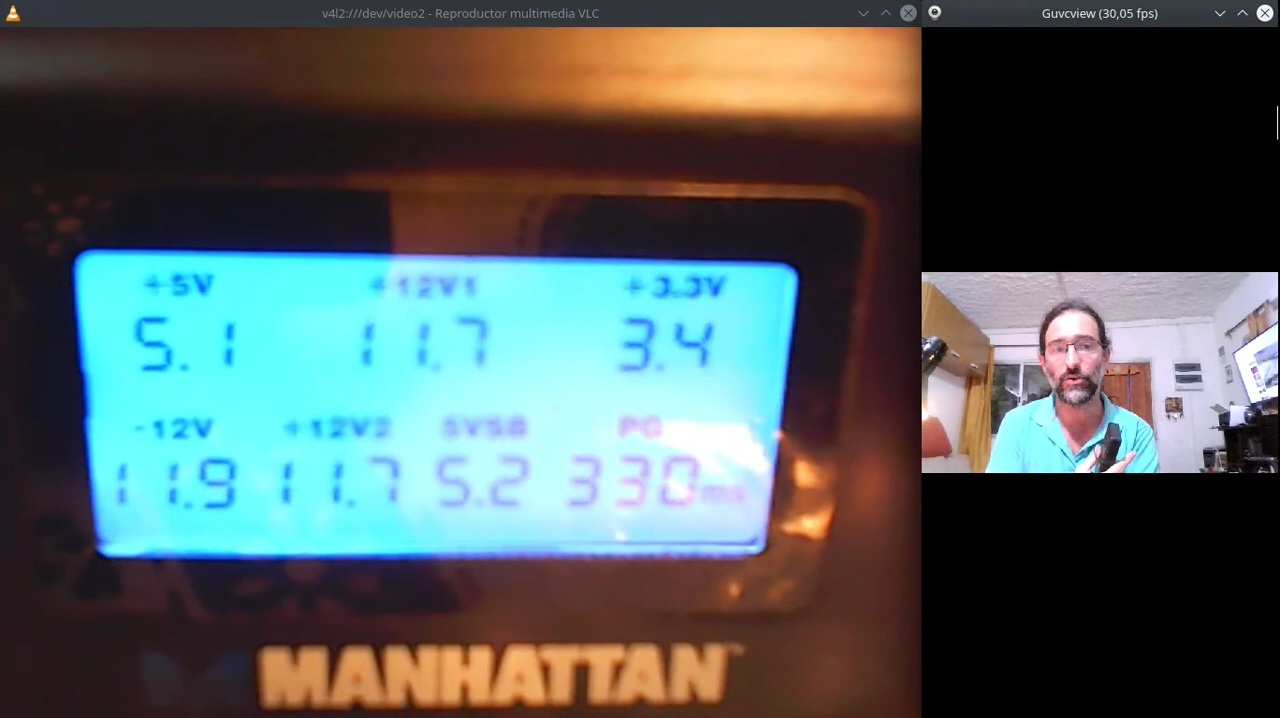 v4l2:///dev/video2 - Reproductor multimedia VLC
Guvcview (30,05 fps)
+5V +12V1 +3.3V
5.1 11.7 3.4
-12V +12V2 5VSB PG
11.9 11.7 5.2 330ms
MANHATTAN™